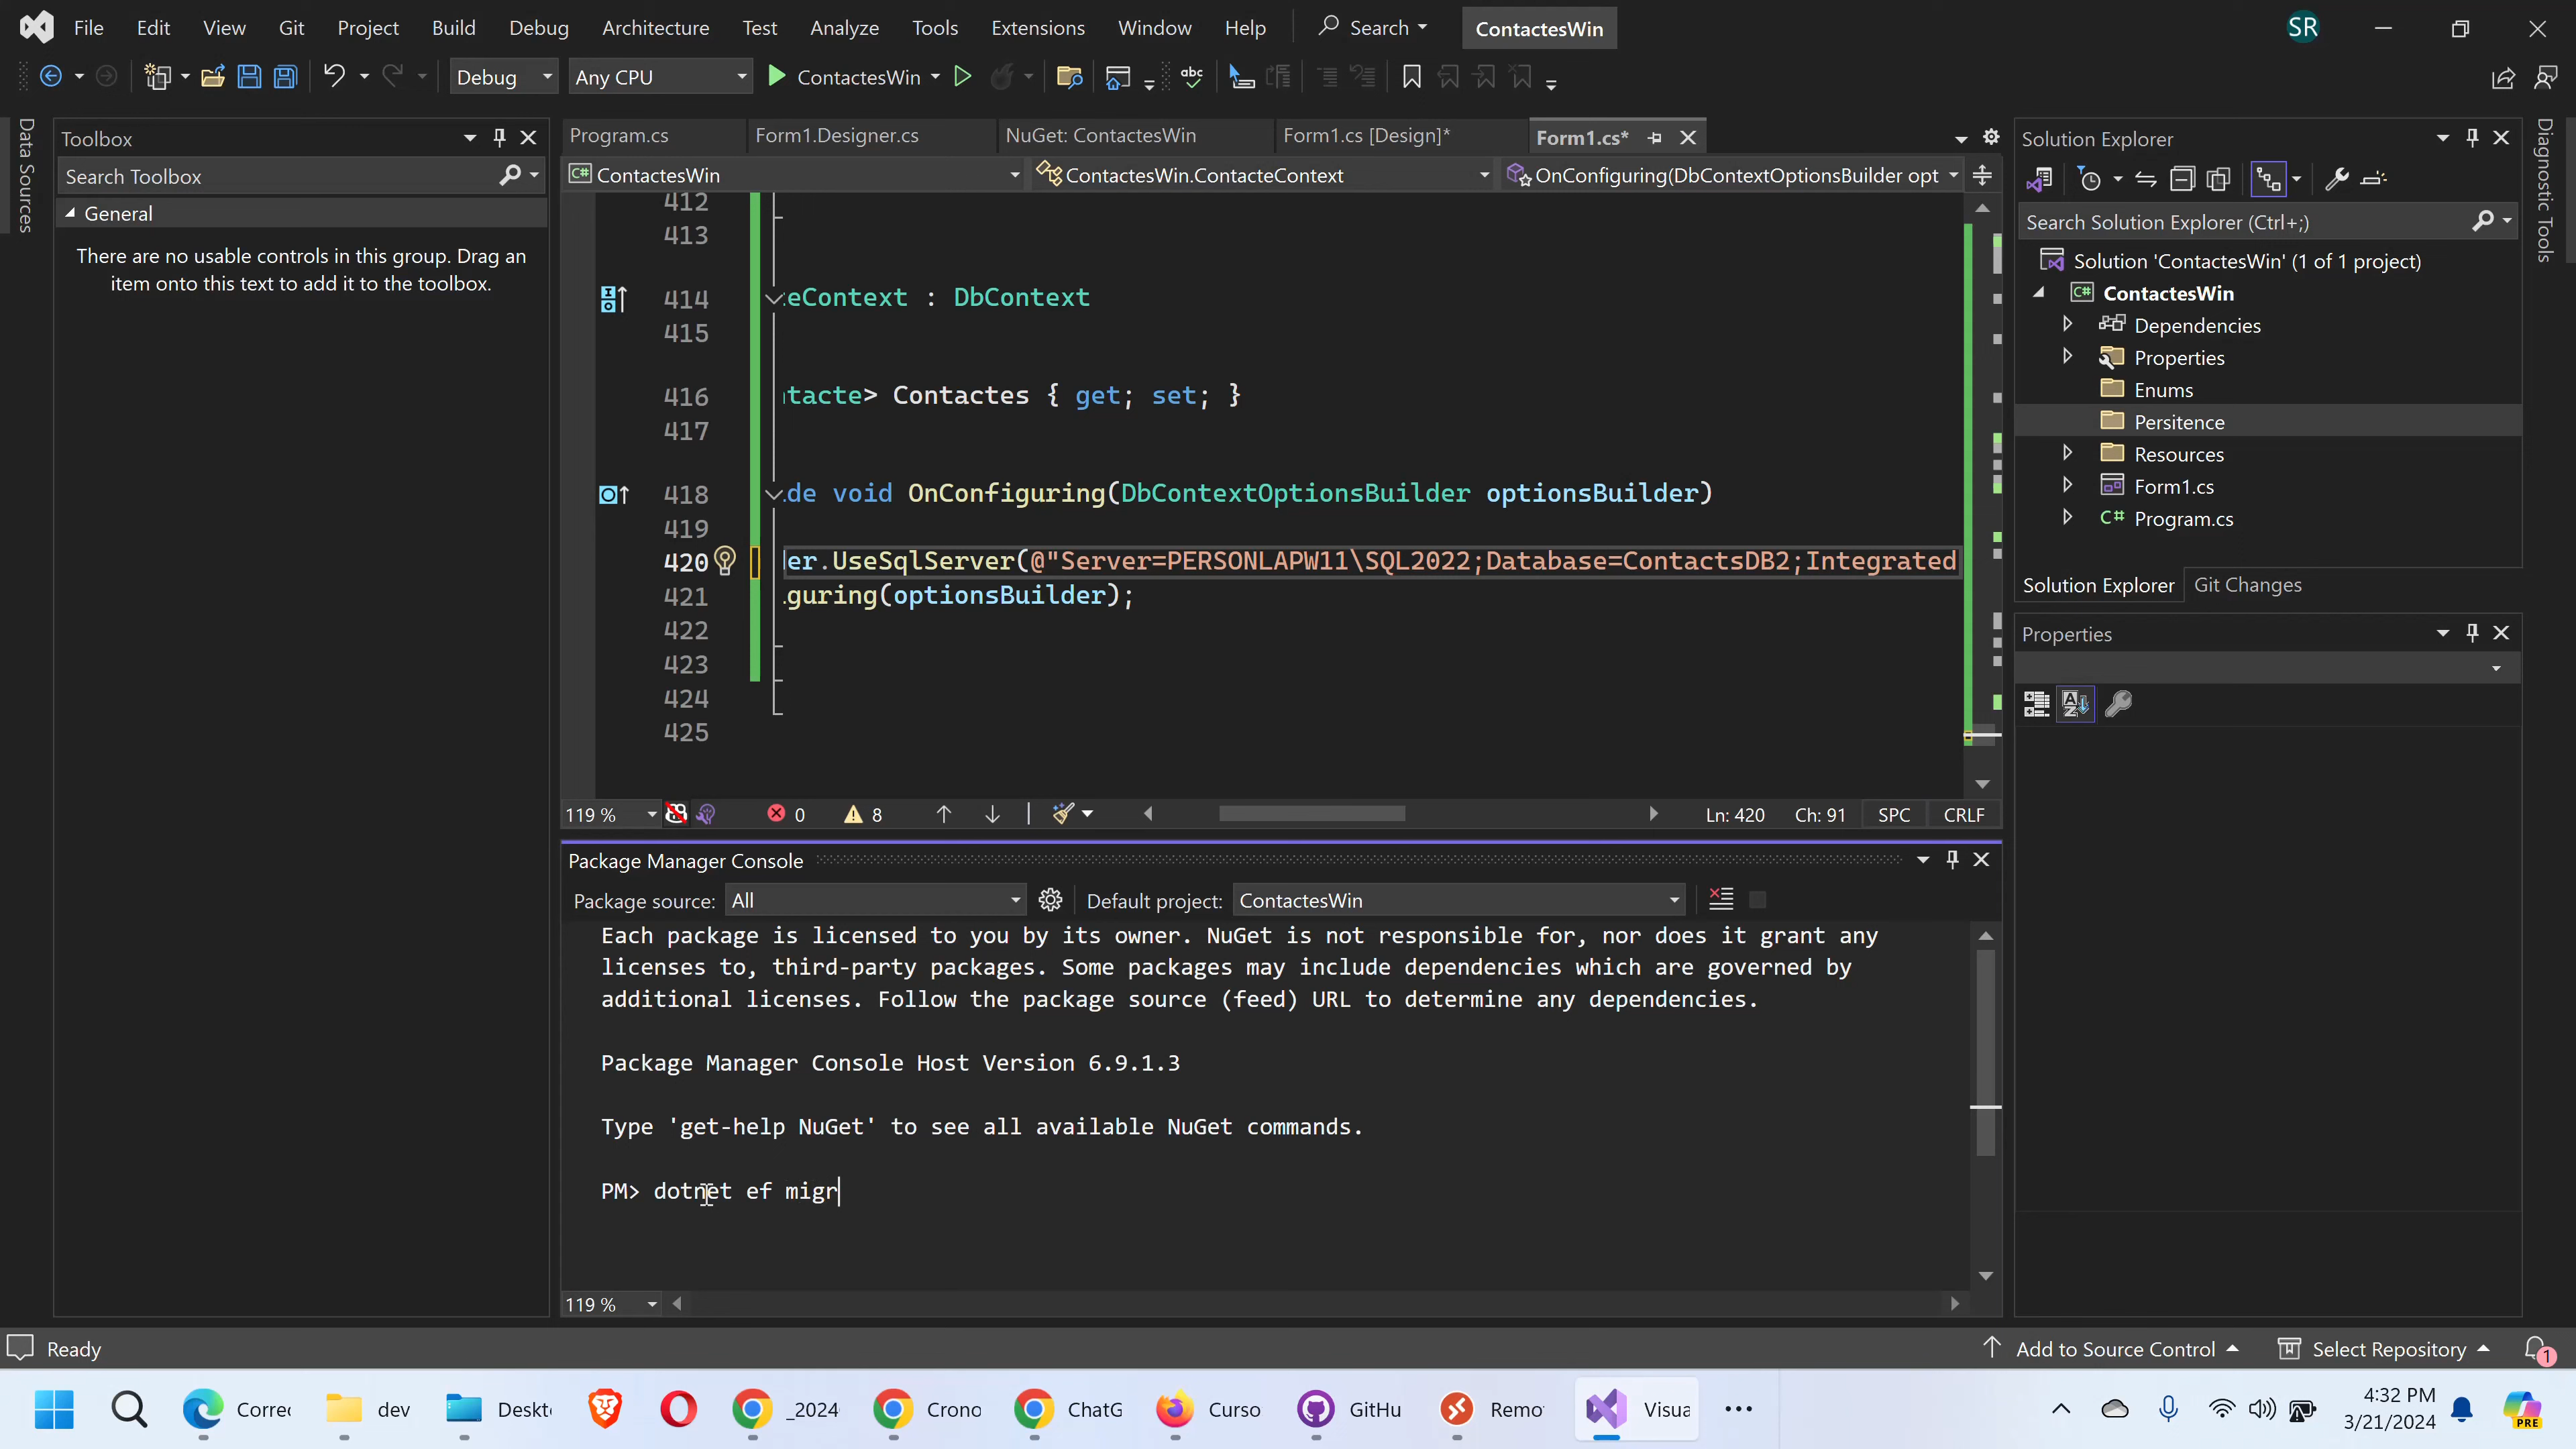 File Edit View Git Project Build Debug Architecture Test Analyze Tools Extensions Window Help Search ContactesWin SR
Debug Any CPU ContactesWin
Data Sources
Toolbox
Search Toolbox
General
There are no usable controls in this group. Drag an
item onto this text to add it to the toolbox.
Program.cs Form1.Designer.cs NuGet: ContactesWin Form1.cs [Design]* Form1.cs*
ContactesWin ContactesWin.ContacteContext OnConfiguring(DbContextOptionsBuilder opt
412
413
414 eContext : DbContext
415
416 tacte> Contactes { get; set; }
417
418 de void OnConfiguring(DbContextOptionsBuilder optionsBuilder)
419
420 er.UseSqlServer(@"Server=PERSONLAPW11\SQL2022;Database=ContactsDB2;Integrated
421 guring(optionsBuilder);
422
423
424
425
119 % 0 8 Ln: 420 Ch: 91 SPC CRLF
Package Manager Console
Package source: All Default project: ContactesWin
Each package is licensed to you by its owner. NuGet is not responsible for, nor does it grant any
licenses to, third-party packages. Some packages may include dependencies which are governed by
additional licenses. Follow the package source (feed) URL to determine any dependencies.
Package Manager Console Host Version 6.9.1.3
Type 'get-help NuGet' to see all available NuGet commands.
PM> dotnet ef migr
119 %
Solution Explorer
Search Solution Explorer (Ctrl+;)
Solution 'ContactesWin' (1 of 1 project)
ContactesWin
Dependencies
Properties
Enums
Persitence
Resources
Form1.cs
Program.cs
Solution Explorer Git Changes
Properties
Diagnostic Tools
Ready Add to Source Control Select Repository 1
Correc dev Deskt _2024 Crono ChatG Curso GitHu Remo Visua
4:32 PM
3/21/2024
PRE